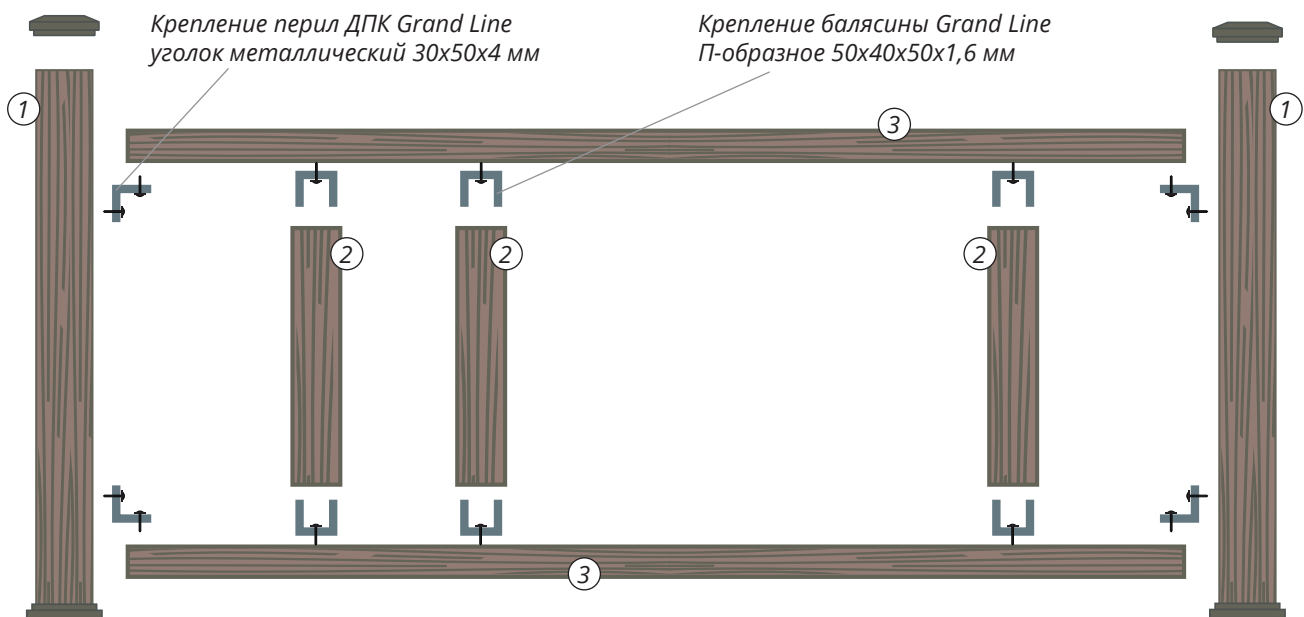 Крепление перил ДПК Grand Line
уголок металлический 30x50x4 мм
Крепление балясины Grand Line
П-образное 50x40x50x1,6 мм
1
3
1
2
2
2
3